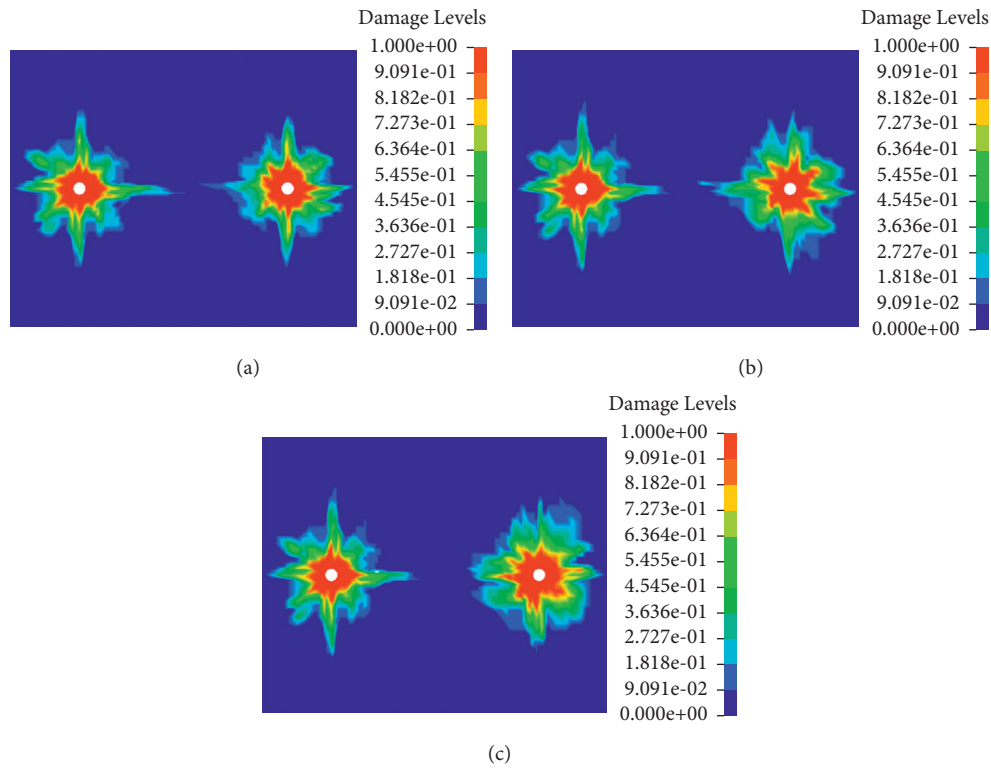 Damage Levels
1.000e+00
9.091e-01
8.182e-01
7.273e-01
6.364e-01
5.455e-01
4.545e-01
3.636e-01
2.727e-01
1.818e-01
9.091e-02
0.000e+00
(a)
Damage Levels
1.000e+00
9.091e-01
8.182e-01
7.273e-01
6.364e-01
5.455e-01
4.545e-01
3.636e-01
2.727e-01
1.818e-01
9.091e-02
0.000e+00
(b)
Damage Levels
1.000e+00
9.091e-01
8.182e-01
7.273e-01
6.364e-01
5.455e-01
4.545e-01
3.636e-01
2.727e-01
1.818e-01
9.091e-02
0.000e+00
(c)